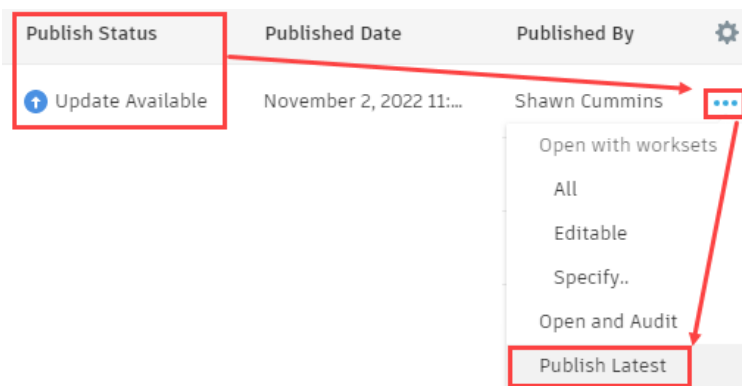 Publish Status Published Date Published By
Update Available November 2, 2022 11:... Shawn Cummins
Open with worksets
All
Editable
Specify..
Open and Audit
Publish Latest